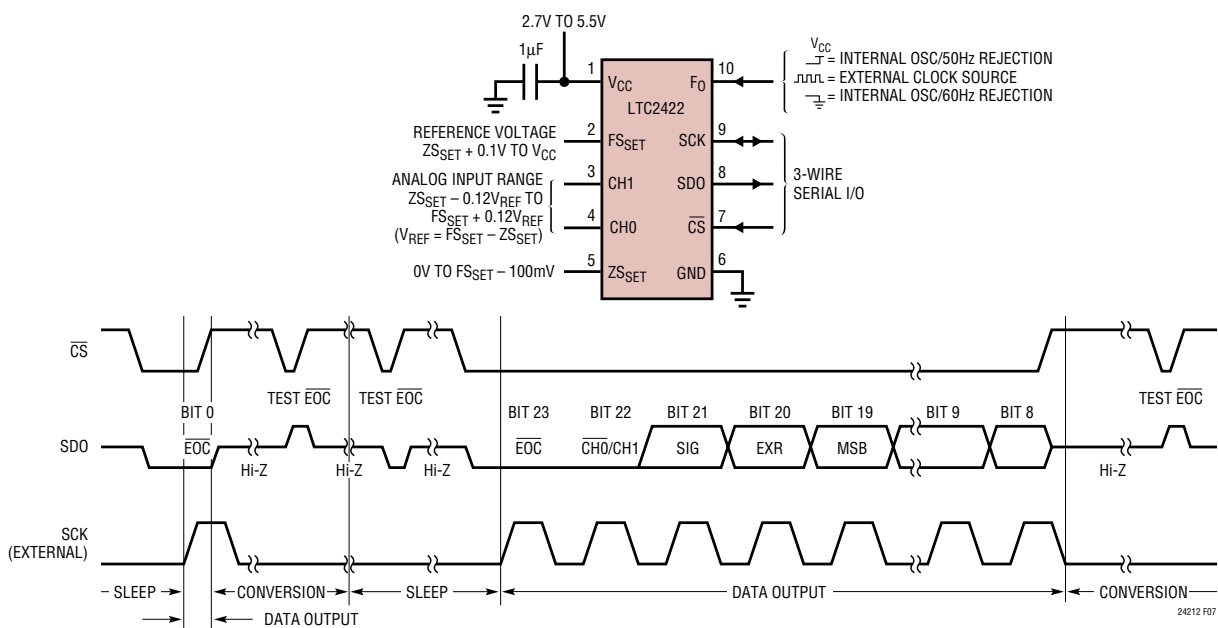 2.7V TO 5.5V
1µF
1
VCC
10
FO
LTC2422
VCC
= INTERNAL OSC/50Hz REJECTION
= EXTERNAL CLOCK SOURCE
= INTERNAL OSC/60Hz REJECTION
REFERENCE VOLTAGE
ZSSET + 0.1V TO VCC
2
FSSET
SCK
9
ANALOG INPUT RANGE
ZSSET – 0.12VREF TO
FSSET + 0.12VREF
(VREF = FSSET – ZSSET)
3
CH1
SDO
8
3-WIRE
SERIAL I/O
4
CH0
CS
7
0V TO FSSET – 100mV
5
ZSSET
GND
6
CS
TEST EOC
TEST EOC
TEST EOC
BIT 0
BIT 23
BIT 22
BIT 21
BIT 20
BIT 19
BIT 9
BIT 8
SDO
EOC
EOC
CH0/CH1
SIG
EXR
MSB
Hi-Z
Hi-Z
Hi-Z
Hi-Z
SCK
(EXTERNAL)
SLEEP
CONVERSION
SLEEP
DATA OUTPUT
CONVERSION
DATA OUTPUT
24212 F07